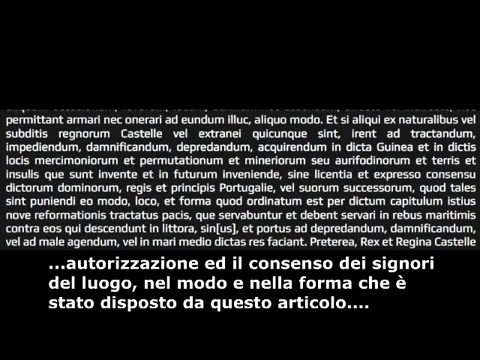 permittant armari nec onerari ad eundum illuc, aliquo modo. Et si aliqui ex naturalibus vel
subditis regnorum Castelle vel extranei quicunque sint, irent ad tractandum,
impediendum, damnificandum, depredandum, acquirendum in dicta Guinea et in dictis
locis mercimoniorum et permutationum et mineriorum seu aurifodinorum et terris et
insulis que sunt invente et in futurum inveniende, sine licentia et expresso consensu
dictorum dominorum, regis et principis Portugalie, vel suorum successorum, quod tales
sint puniendi eo modo, loco, et forma quod ordinatum est per dictum capitulum istius
nove reformationis tractatus pacis, que servabuntur et debent servari in rebus maritimis
contra eos qui descendunt in littora, sin[us], et portus ad depredandum, damnificandum,
vel ad male agendum, vel in mari medio dictas res faciant. Preterea, Rex et Regina Castelle
...autorizzazione ed il consenso dei signori
del luogo, nel modo e nella forma che è
stato disposto da questo articolo....